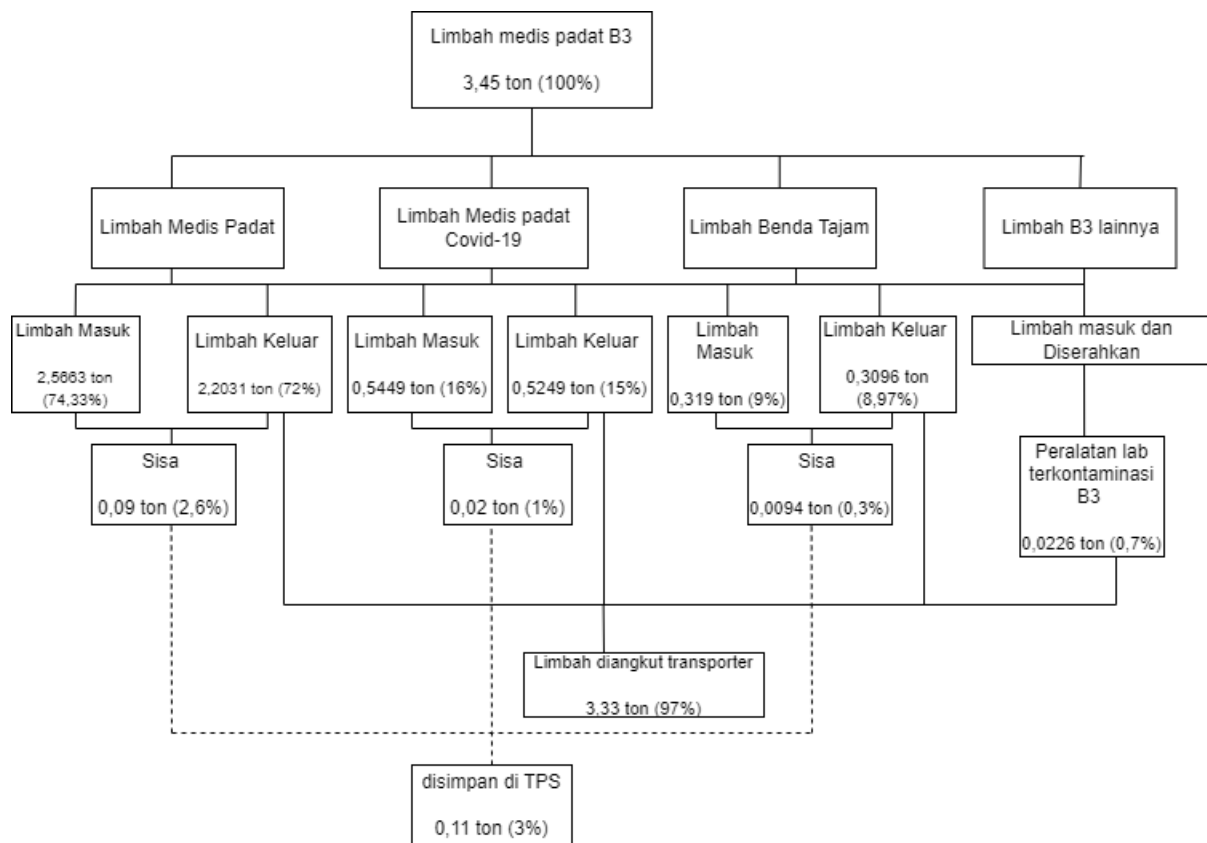 Limbah medis padat B3
3,45 ton (100%)
Limbah Medis Padat
Limbah Medis padat
Covid-19
Limbah Benda Tajam
Limbah B3 lainnya
Limbah Masuk
2,5663 ton
(74,33%)
Limbah Keluar
2,2031 ton (72%)
Limbah Masuk
0,5449 ton (16%)
Limbah Keluar
0,5249 ton (15%)
Limbah
Masuk
0,319 ton (9%)
Limbah Keluar
0,3096 ton
(8,97%)
Limbah masuk dan
Diserahkan
Sisa
0,09 ton (2,6%)
Sisa
0,02 ton (1%)
Sisa
0,0094 ton (0,3%)
Peralatan lab
terkontaminasi
B3
0,0226 ton (0,7%)
Limbah diangkut transporter
3,33 ton (97%)
disimpan di TPS
0,11 ton (3%)